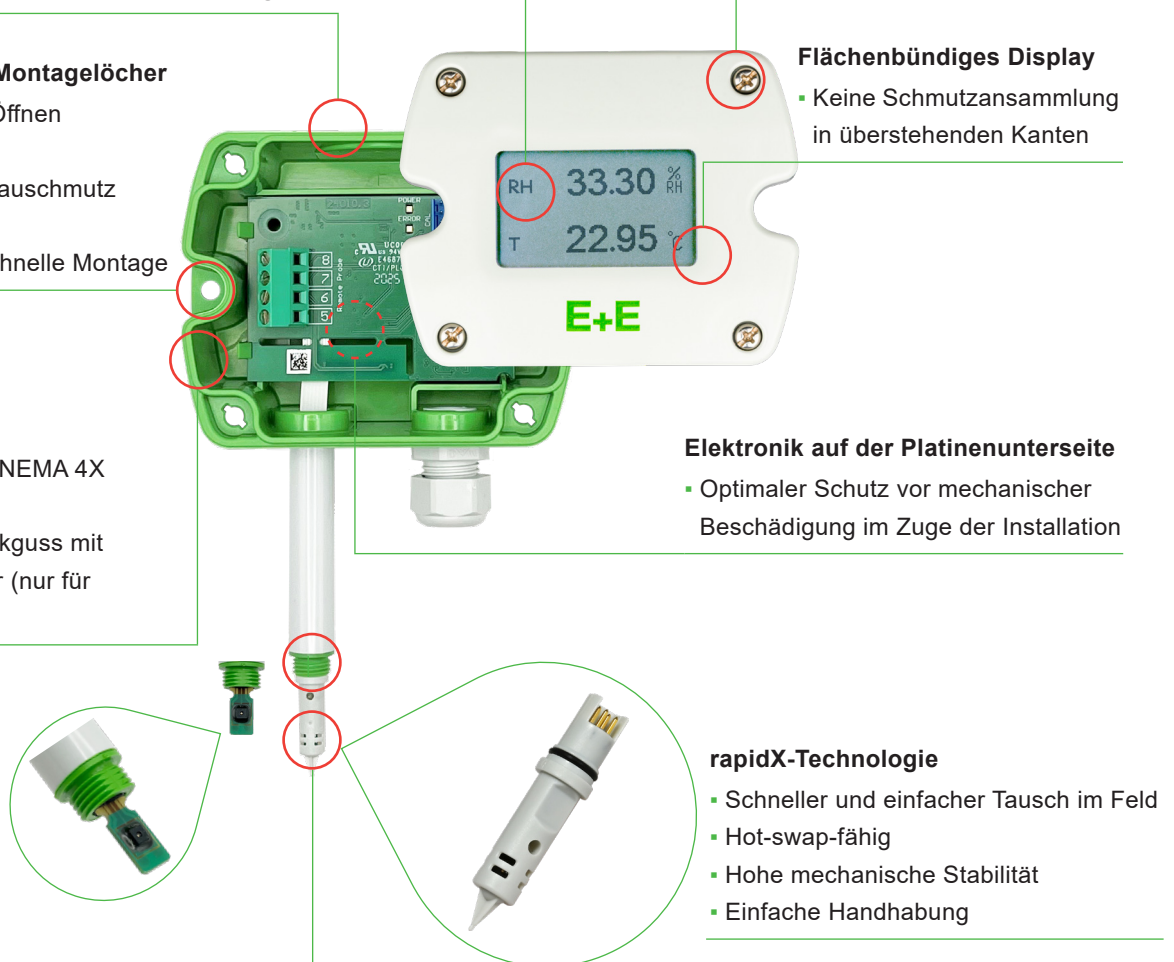 Montagelöcher
Öffnen
auschmutz
hnelle Montage
NEMA 4X
kguss mit
r (nur für
Flächenbündiges Display
▪ Keine Schmutzansammlung
in überstehenden Kanten
RH 33.30 % RH
T 22.95 °C
E+E
POWER
ERROR
CAL
8
7
6
5
Remote Probe
2025
Elektronik auf der Platinenunterseite
▪ Optimaler Schutz vor mechanischer
Beschädigung im Zuge der Installation
rapidX-Technologie
▪ Schneller und einfacher Tausch im Feld
▪ Hot-swap-fähig
▪ Hohe mechanische Stabilität
▪ Einfache Handhabung